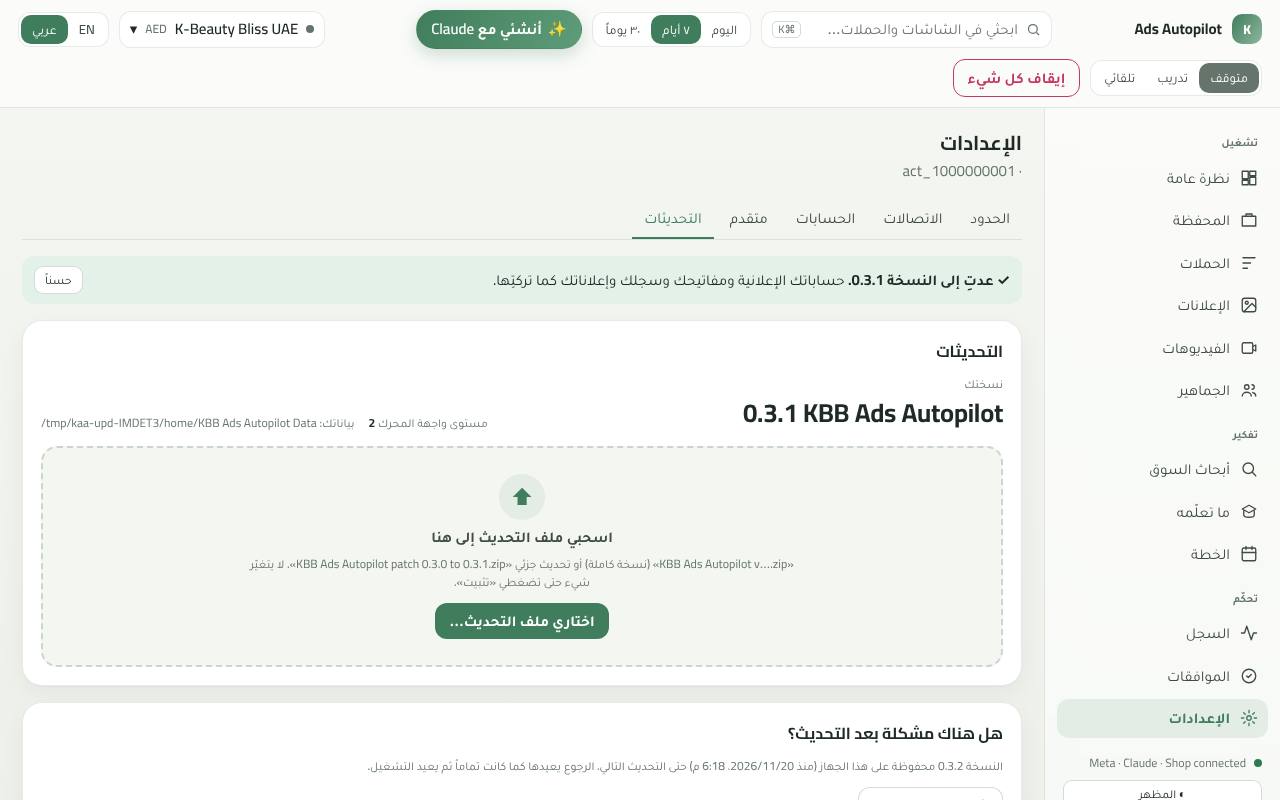 K
Ads Autopilot
ابحثي في الشاشات والحملات...
⌘K
اليوم
٧ أيام
٣٠ يوماً
✨ أنشئي مع Claude
K-Beauty Bliss UAE AED ▾
EN
عربي
متوقف
تدريب
تلقائي
إيقاف كل شيء
تشغيل
نظرة عامة
المحفظة
الحملات
الإعلانات
الفيديوهات
الجماهير
تفكير
أبحاث السوق
ما تعلّمه
الخطة
تحكّم
السجل
الموافقات
الإعدادات
Meta · Claude · Shop connected
المظهر
الإعدادات
· act_1000000001
الحدود
الاتصالات
الحسابات
متقدم
التحديثات
✓ عدتِ إلى النسخة 0.3.1. حساباتك الإعلانية ومفاتيحك وسجلك وإعلاناتك كما تركتِها.
حسناً
التحديثات
نسختك
0.3.1 KBB Ads Autopilot
مستوى واجهة المحرك 2
بياناتك: /tmp/kaa-upd-IMDET3/home/KBB Ads Autopilot Data
اسحبي ملف التحديث إلى هنا
«KBB Ads Autopilot v….zip» (نسخة كاملة) أو تحديث جزئي «KBB Ads Autopilot patch 0.3.0 to 0.3.1.zip». لا يتغيّر
شيء حتى تضغطي «تثبيت».
اختاري ملف التحديث...
هل هناك مشكلة بعد التحديث؟
النسخة 0.3.2 محفوظة على هذا الجهاز (منذ 20/11/2026، 6:18 م) حتى التحديث التالي. الرجوع يعيدها كما كانت تماماً ثم يعيد التشغيل.